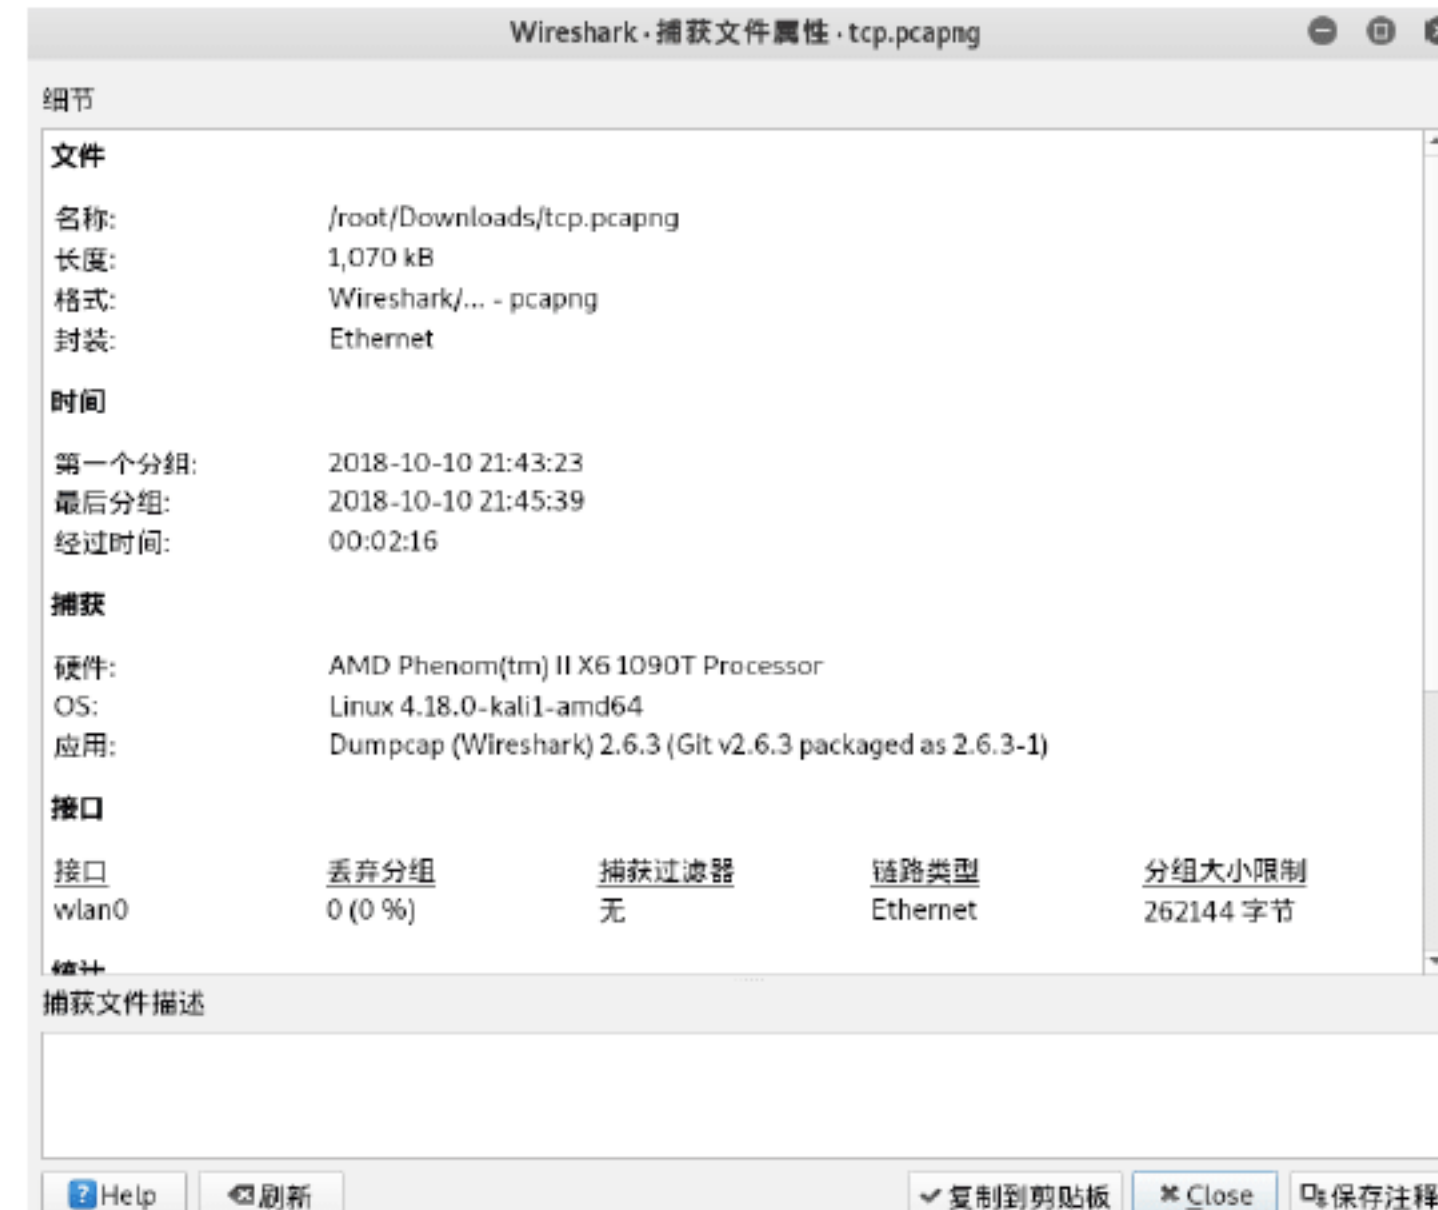 Wireshark · 捕获文件属性 · tcp.pcapng
细节
文件
名称: /root/Downloads/tcp.pcapng
长度: 1,070 kB
格式: Wireshark/... - pcapng
封装: Ethernet
时间
第一个分组: 2018-10-10 21:43:23
最后分组: 2018-10-10 21:45:39
经过时间: 00:02:16
捕获
硬件: AMD Phenom(tm) II X6 1090T Processor
OS: Linux 4.18.0-kali1-amd64
应用: Dumpcap (Wireshark) 2.6.3 (Git v2.6.3 packaged as 2.6.3-1)
接口
接口 丢弃分组 捕获过滤器 链路类型 分组大小限制
wlan0 0 (0 %) 无 Ethernet 262144 字节
统计
捕获文件描述
Help 刷新 复制到剪贴板 Close 保存注释